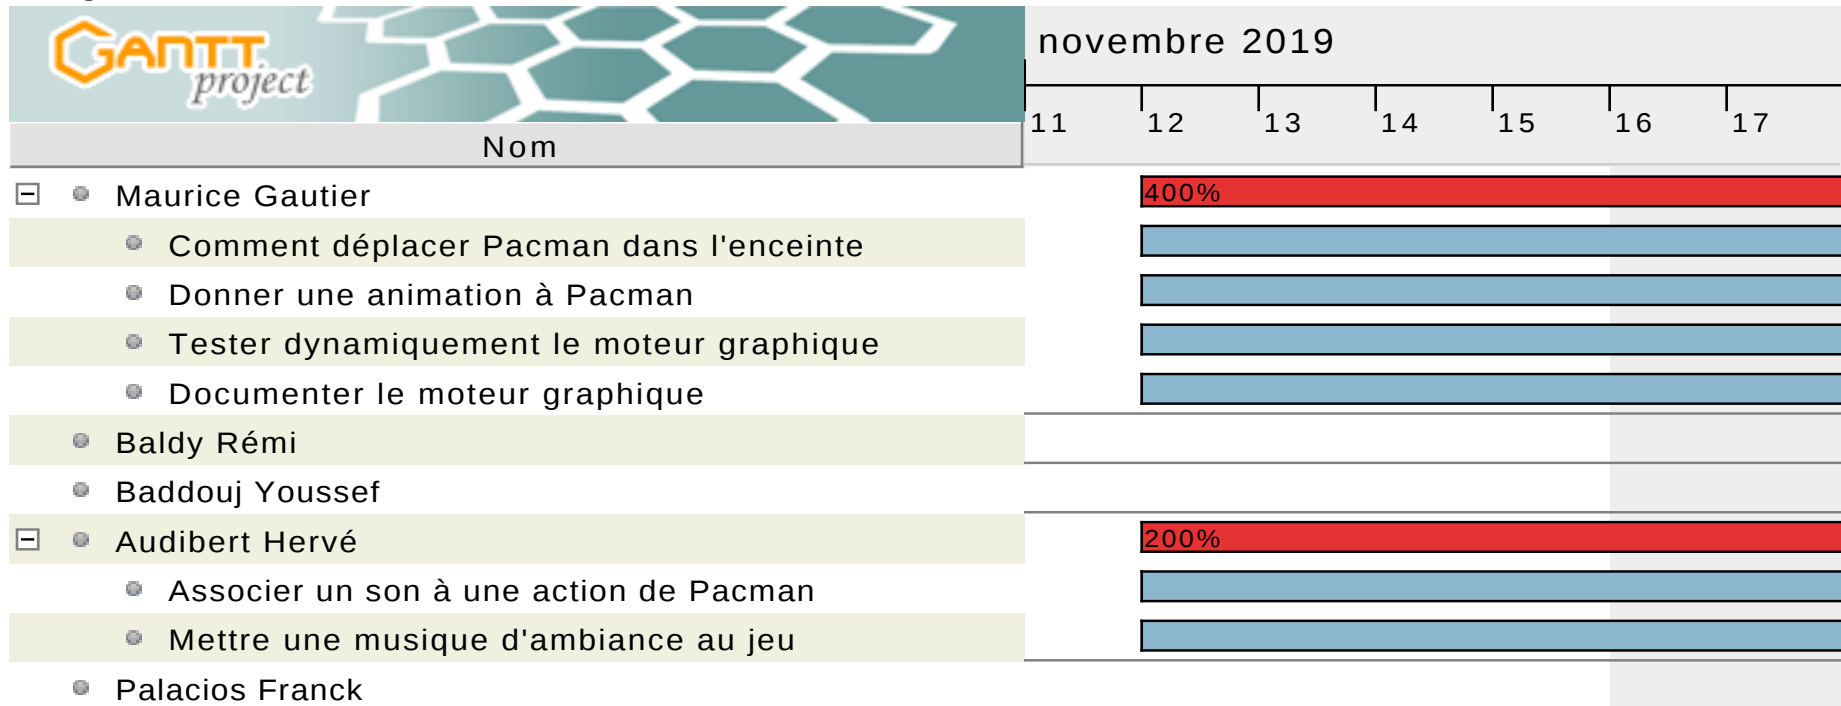 GANTT
project
novembre 2019
11 12 13 14 15 16 17
Nom
Maurice Gautier 400%
Comment déplacer Pacman dans l'enceinte
Donner une animation à Pacman
Tester dynamiquement le moteur graphique
Documenter le moteur graphique
Baldy Rémi
Baddouj Youssef
Audibert Hervé 200%
Associer un son à une action de Pacman
Mettre une musique d'ambiance au jeu
Palacios Franck